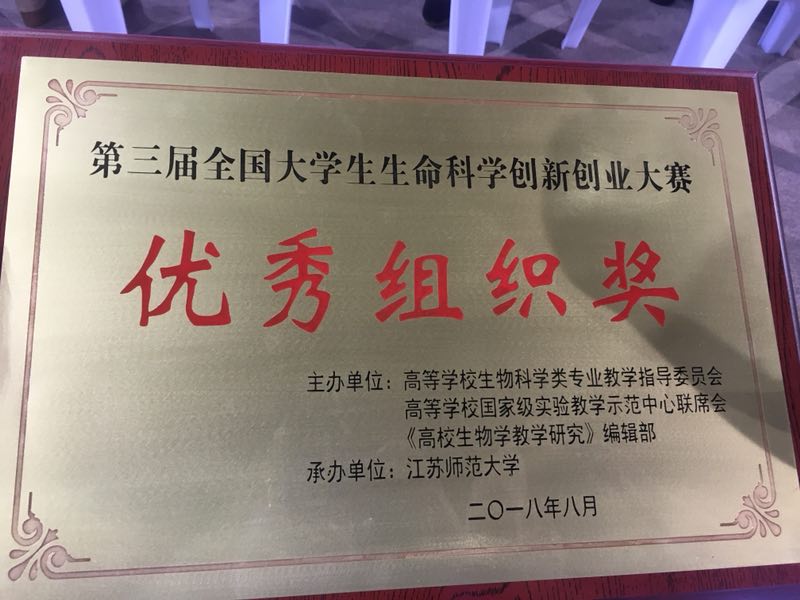 第三届全国大学生生命科学创新创业大赛
优秀组织奖
主办单位：高等学校生物科学类专业教学指导委员会
高等学校国家级实验教学示范中心联席会
《高校生物学教学研究》编辑部
承办单位：江苏师范大学
二〇一八年八月